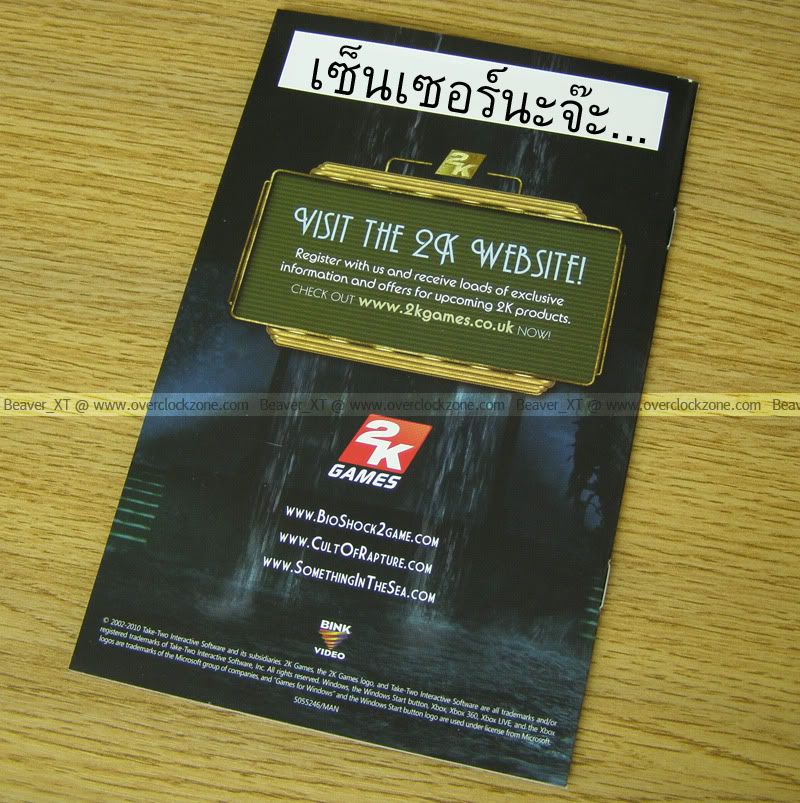 เซ็นเซอร์นะจ๊ะ...
2K
VISIT THE 2K WEBSITE!
Register with us and receive loads of exclusive
information and offers for upcoming 2K products.
CHECK OUT www.2kgames.co.uk NOW!
Beaver_XT @ www.overclockzone.com Beaver_XT @ www.overclockzone.com Beaver_XT @ www.overclockzone.com Beaver_XT @
2K
GAMES
www.BioShock2game.com
www.CultOfRapture.com
www.SomethingInTheSea.com
BINK
VIDEO
© 2002-2010 Take-Two Interactive Software and its subsidiaries. 2K Games, the 2K Games logo, and Take-Two Interactive Software are all trademarks and/or
registered trademarks of Take-Two Interactive Software, Inc. All rights reserved. Windows, the Windows Start button, Xbox, Xbox 360, Xbox LIVE, and the Xbox
logos are trademarks of the Microsoft group of companies, and "Games for Windows" and the Windows Start button logo are used under license from Microsoft.
5055246/MAN